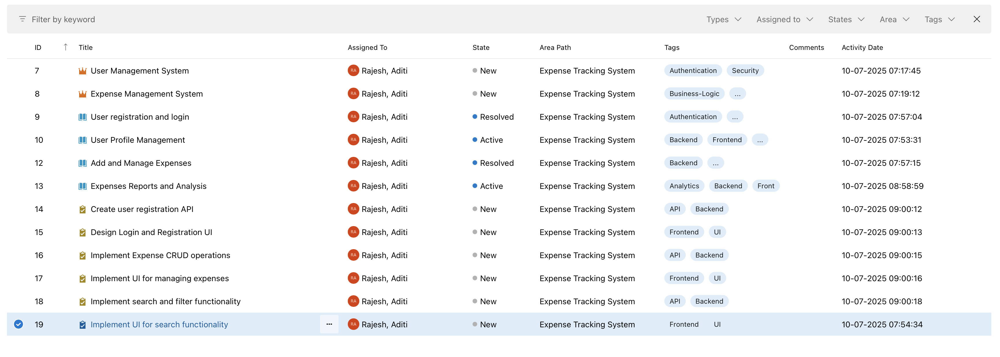 Filter by keyword Types Assigned to States Area Tags
ID Title Assigned To State Area Path Tags Comments Activity Date
7 User Management System RA Rajesh, Aditi New Expense Tracking System Authentication Security 10-07-2025 07:17:45
8 Expense Management System RA Rajesh, Aditi New Expense Tracking System Business-Logic ... 10-07-2025 07:19:12
9 User registration and login RA Rajesh, Aditi Resolved Expense Tracking System Authentication ... 10-07-2025 07:57:04
10 User Profile Management RA Rajesh, Aditi Active Expense Tracking System Backend Frontend ... 10-07-2025 07:53:31
12 Add and Manage Expenses RA Rajesh, Aditi Resolved Expense Tracking System Backend ... 10-07-2025 07:57:15
13 Expenses Reports and Analysis RA Rajesh, Aditi Active Expense Tracking System Analytics Backend Front 10-07-2025 08:58:59
14 Create user registration API RA Rajesh, Aditi New Expense Tracking System API Backend 10-07-2025 09:00:12
15 Design Login and Registration UI RA Rajesh, Aditi New Expense Tracking System Frontend UI 10-07-2025 09:00:13
16 Implement Expense CRUD operations RA Rajesh, Aditi New Expense Tracking System API Backend 10-07-2025 09:00:15
17 Implement UI for managing expenses RA Rajesh, Aditi New Expense Tracking System Frontend UI 10-07-2025 09:00:16
18 Implement search and filter functionality RA Rajesh, Aditi New Expense Tracking System API Backend 10-07-2025 09:00:18
19 Implement UI for search functionality ... RA Rajesh, Aditi New Expense Tracking System Frontend UI 10-07-2025 07:54:34